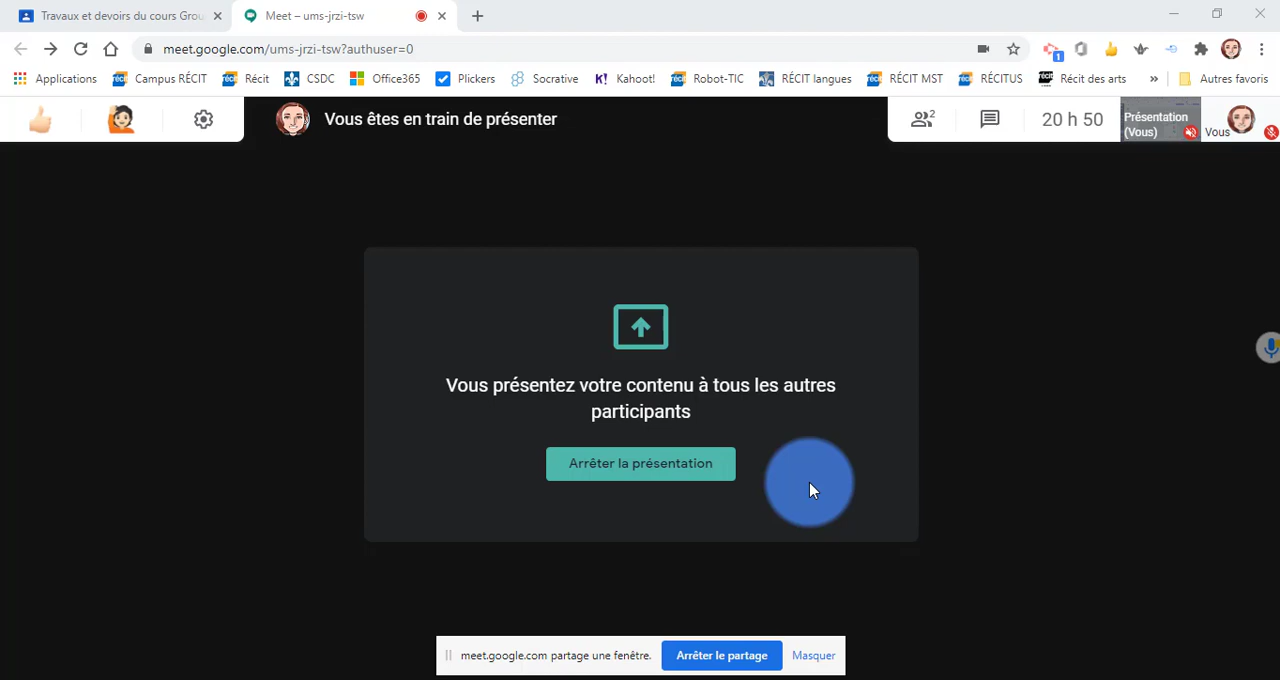 Travaux et devoirs du cours Grou
Meet – ums-jrzi-tsw
meet.google.com/ums-jrzi-tsw?authuser=0
1
Applications Campus RÉCIT Récit CSDC Office365 Plickers Socrative K! Kahoot! Robot-TIC RÉCIT langues RÉCIT MST RÉCITUS Récit des arts » Autres favoris
Vous êtes en train de présenter
2
20 h 50
Présentation
(Vous)
Vous
Vous présentez votre contenu à tous les autres
participants
Arrêter la présentation
meet.google.com partage une fenêtre. Arrêter le partage Masquer